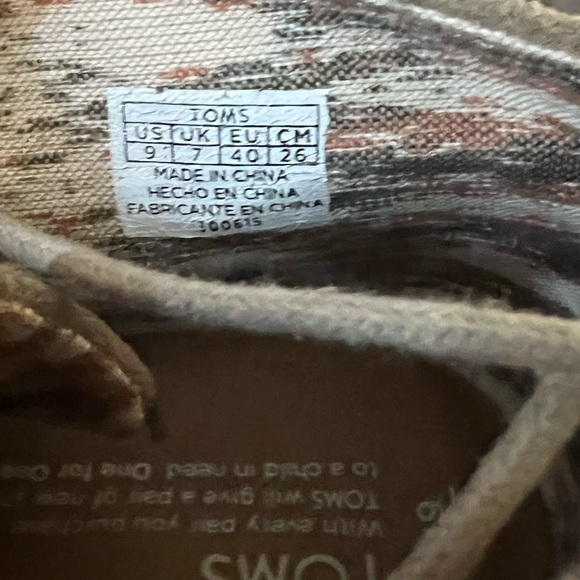 TOMS
US UK EU CM
9 7 40 26
MADE IN CHINA
HECHO EN CHINA
FABRICANTE EN CHINA
300615
TOMS
With every pair you purchase
TOMS will give a pair of new
to a child in need. One for One